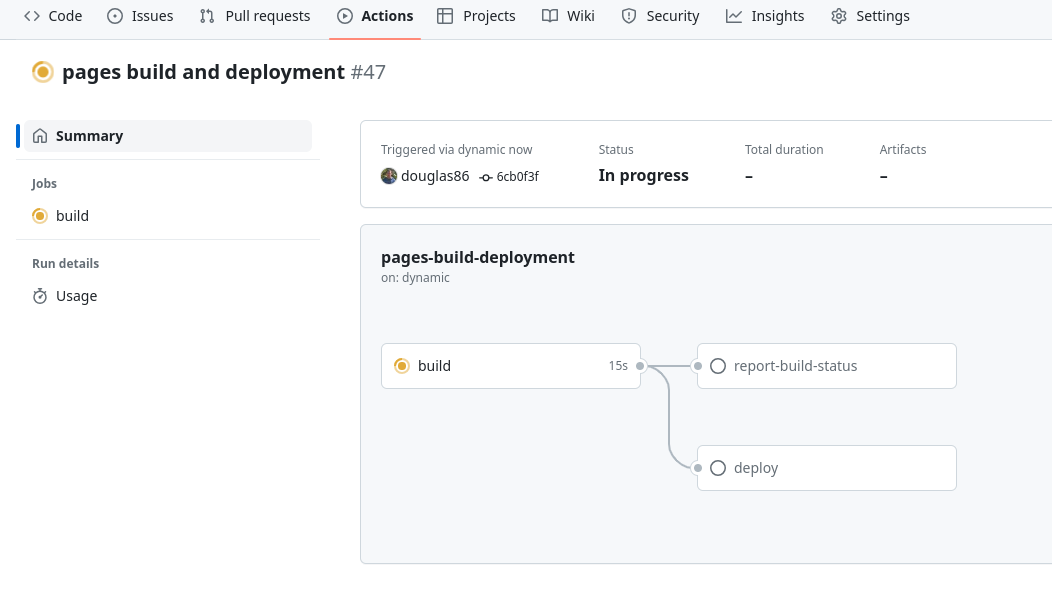 Code Issues Pull requests Actions Projects Wiki Security Insights Settings
pages build and deployment #47
Summary
Jobs
build
Run details
Usage
Triggered via dynamic now
douglas86 6cb0f3f
Status
In progress
Total duration
–
Artifacts
–
pages-build-deployment
on: dynamic
build 15s
report-build-status
deploy